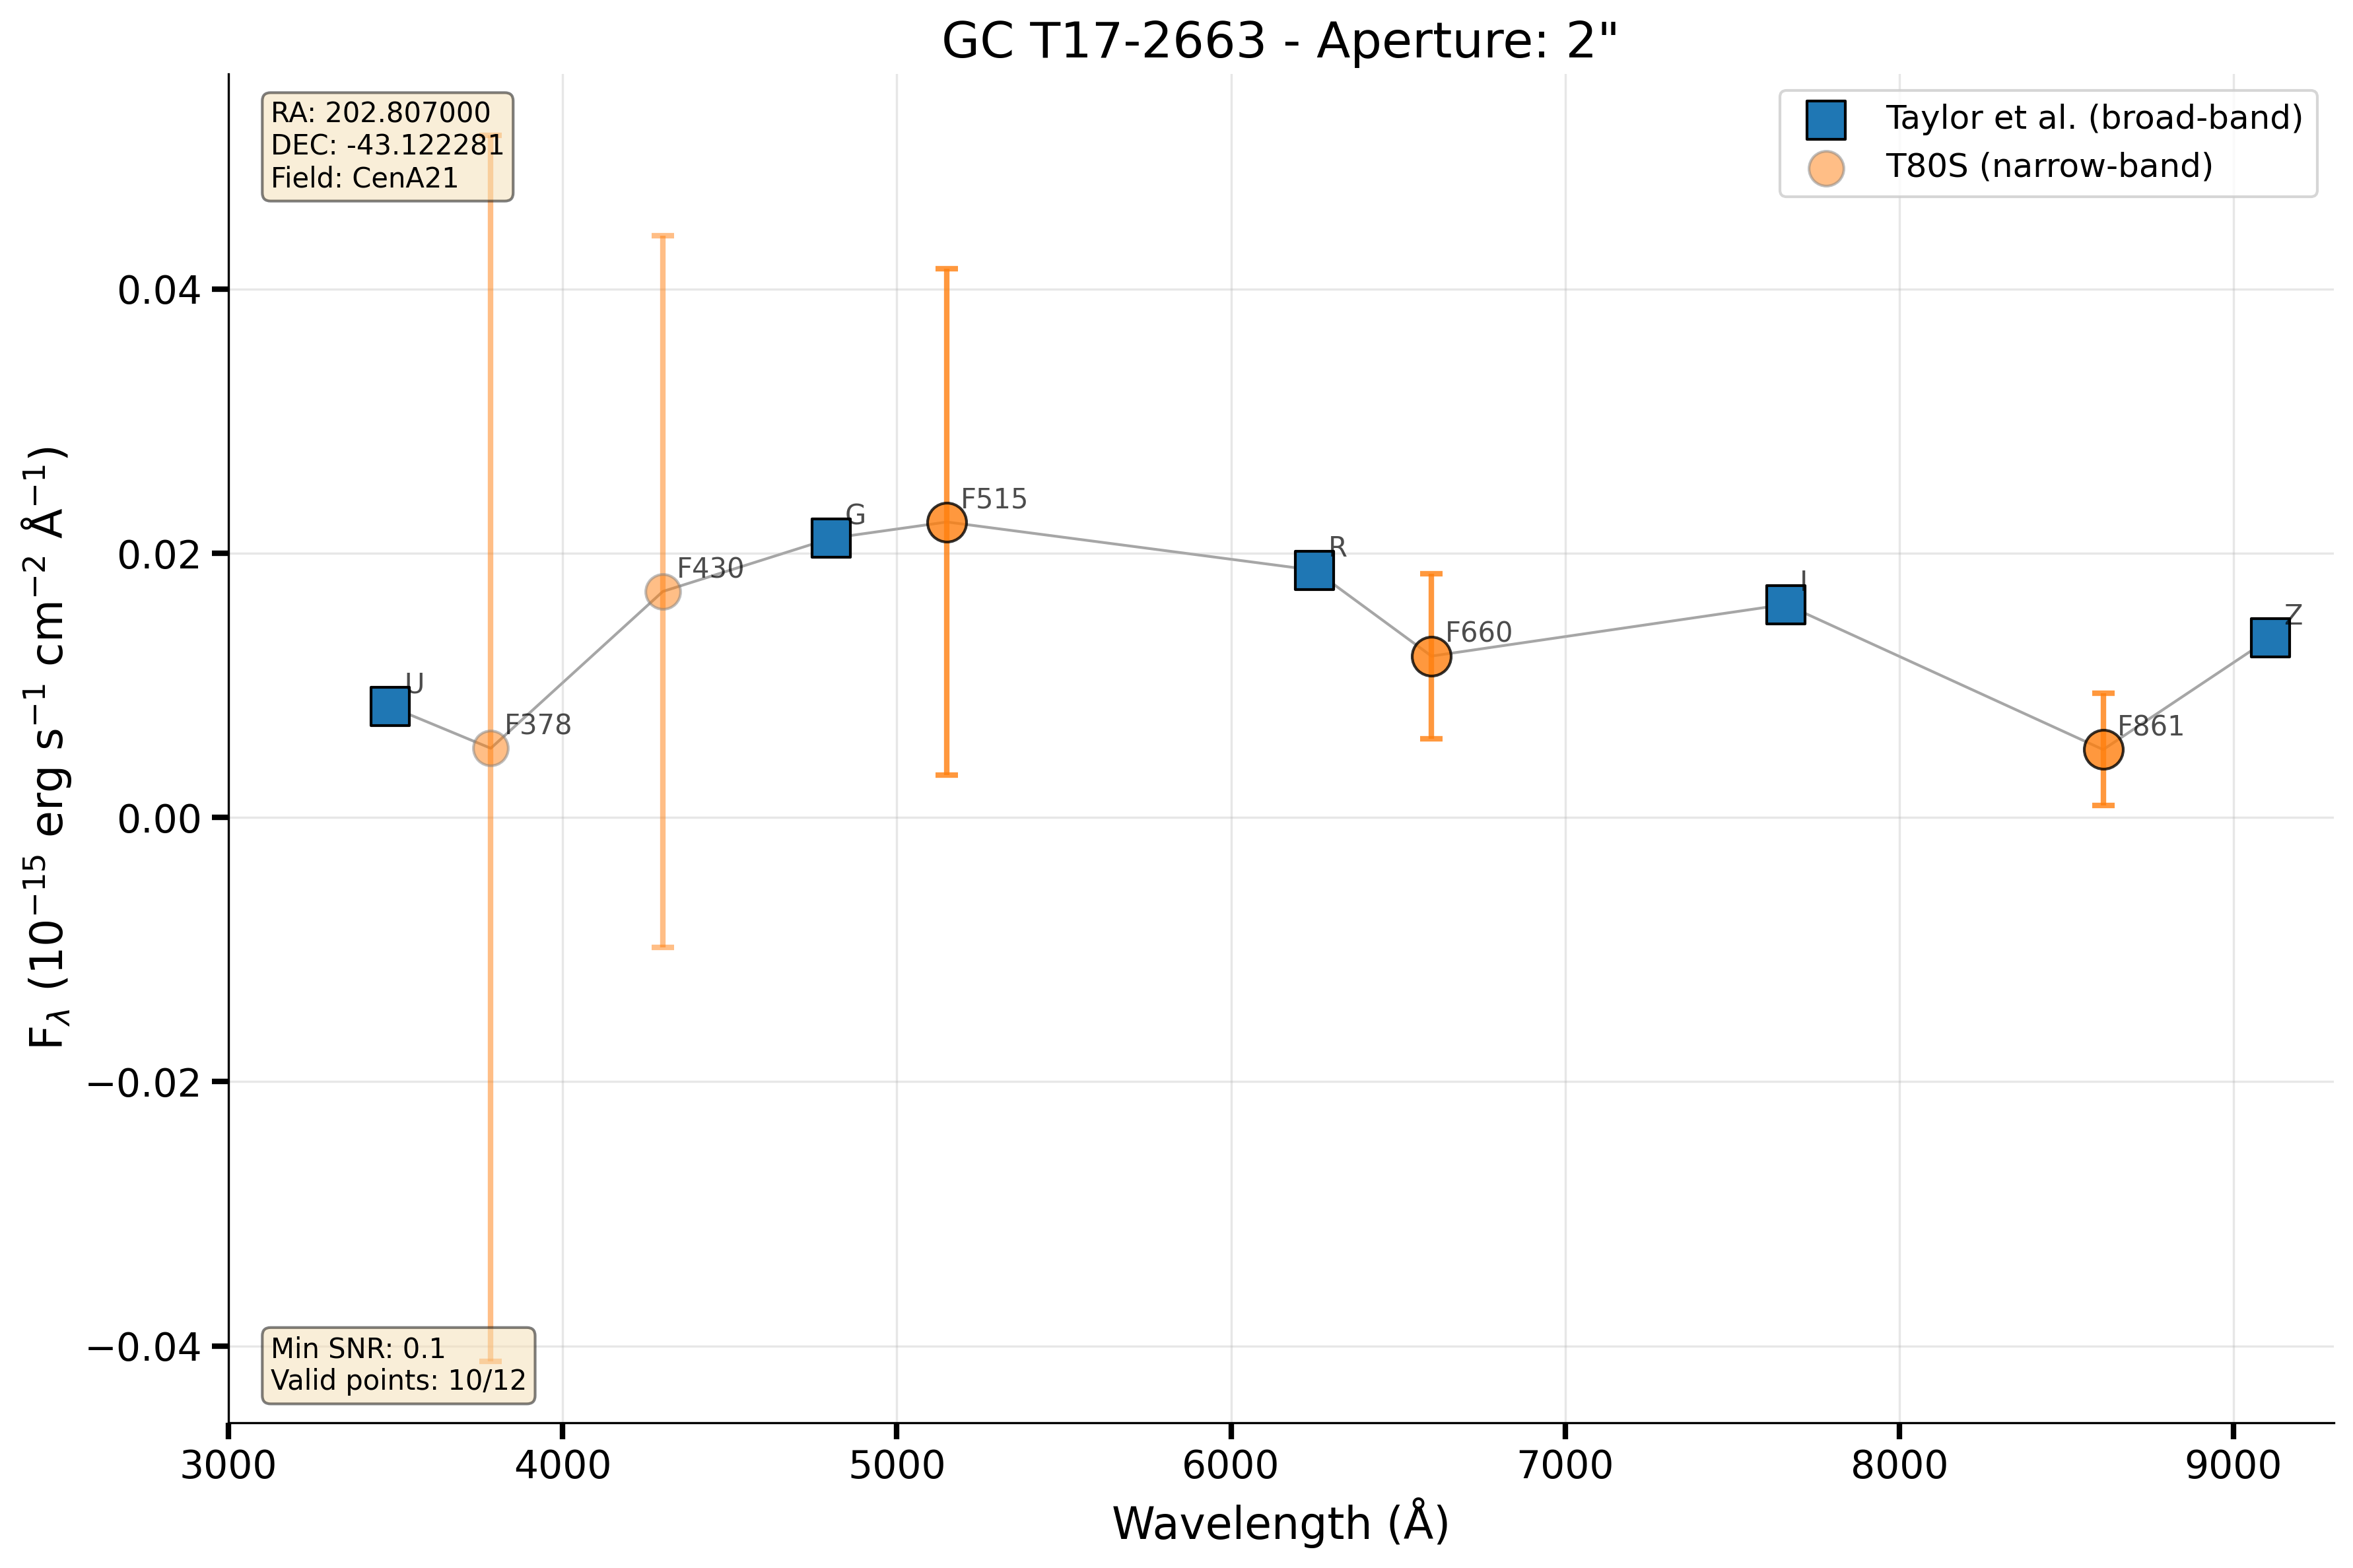 GC T17-2663 - Aperture: 2"
RA: 202.807000
DEC: -43.122281
Field: CenA21
Taylor et al. (broad-band)
T80S (narrow-band)
0.04
0.02
0.00
−0.02
−0.04
F_λ (10⁻¹⁵ erg s⁻¹ cm⁻² Å⁻¹)
U
F378
F430
G
F515
R
F660
I
F861
Z
Min SNR: 0.1
Valid points: 10/12
3000 4000 5000 6000 7000 8000 9000
Wavelength (Å)